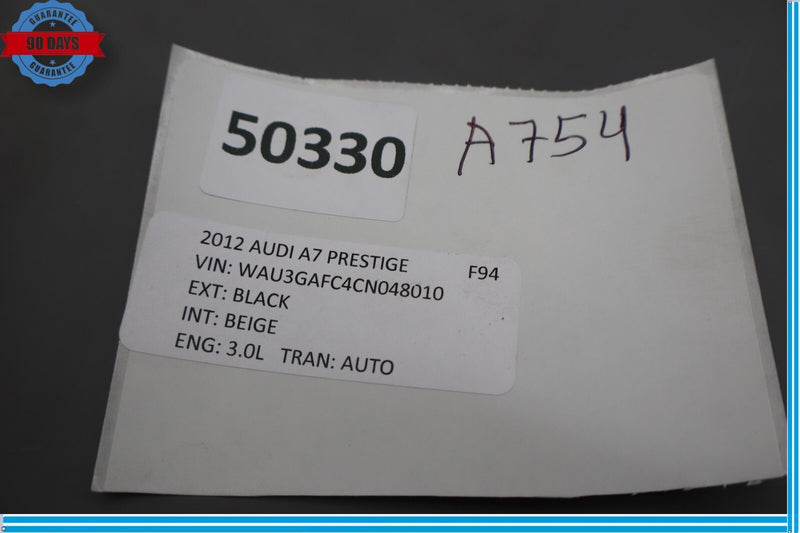 GUARANTEE
90 DAYS
GUARANTEE
50330
A754
2012 AUDI A7 PRESTIGE F94
VIN: WAU3GAFC4CN048010
EXT: BLACK
INT: BEIGE
ENG: 3.0L TRAN: AUTO